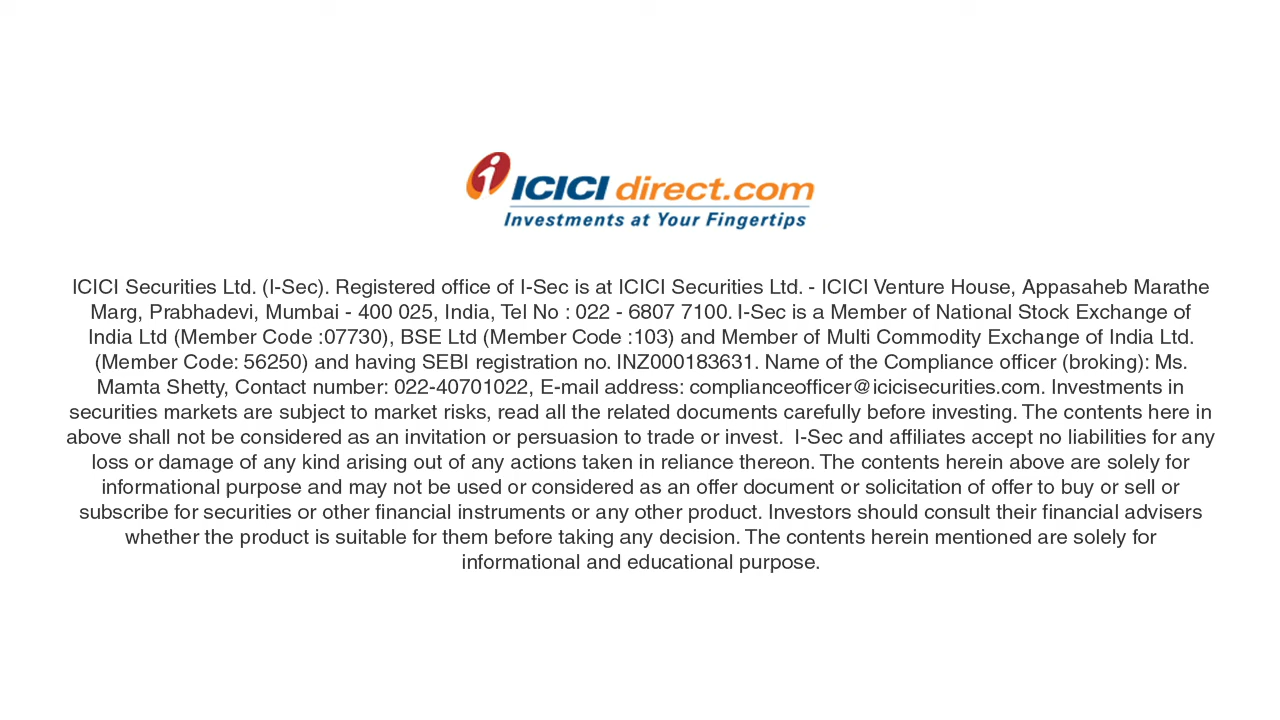 i ICICI direct.com
Investments at Your Fingertips
ICICI Securities Ltd. (I-Sec). Registered office of I-Sec is at ICICI Securities Ltd. - ICICI Venture House, Appasaheb Marathe
Marg, Prabhadevi, Mumbai - 400 025, India, Tel No : 022 - 6807 7100. I-Sec is a Member of National Stock Exchange of
India Ltd (Member Code :07730), BSE Ltd (Member Code :103) and Member of Multi Commodity Exchange of India Ltd.
(Member Code: 56250) and having SEBI registration no. INZ000183631. Name of the Compliance officer (broking): Ms.
Mamta Shetty, Contact number: 022-40701022, E-mail address: complianceofficer@icicisecurities.com. Investments in
securities markets are subject to market risks, read all the related documents carefully before investing. The contents here in
above shall not be considered as an invitation or persuasion to trade or invest.  I-Sec and affiliates accept no liabilities for any
loss or damage of any kind arising out of any actions taken in reliance thereon. The contents herein above are solely for
informational purpose and may not be used or considered as an offer document or solicitation of offer to buy or sell or
subscribe for securities or other financial instruments or any other product. Investors should consult their financial advisers
whether the product is suitable for them before taking any decision. The contents herein mentioned are solely for
informational and educational purpose.